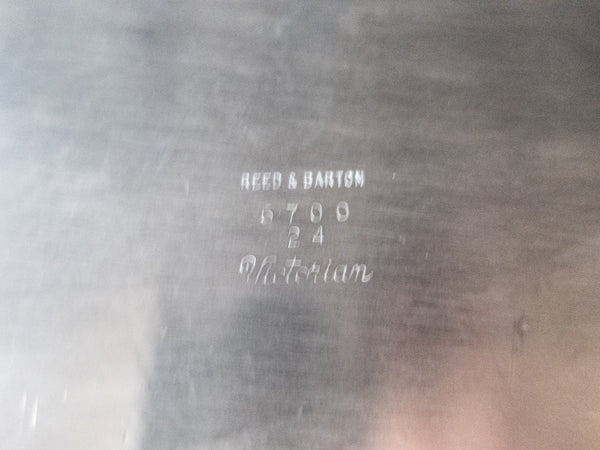 REED & BARTON
6700
24
Victorian